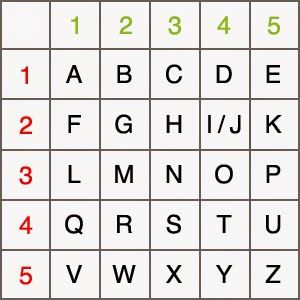 1 2 3 4 5
1 A B C D E
2 F G H I/J K
3 L M N O P
4 Q R S T U
5 V W X Y Z